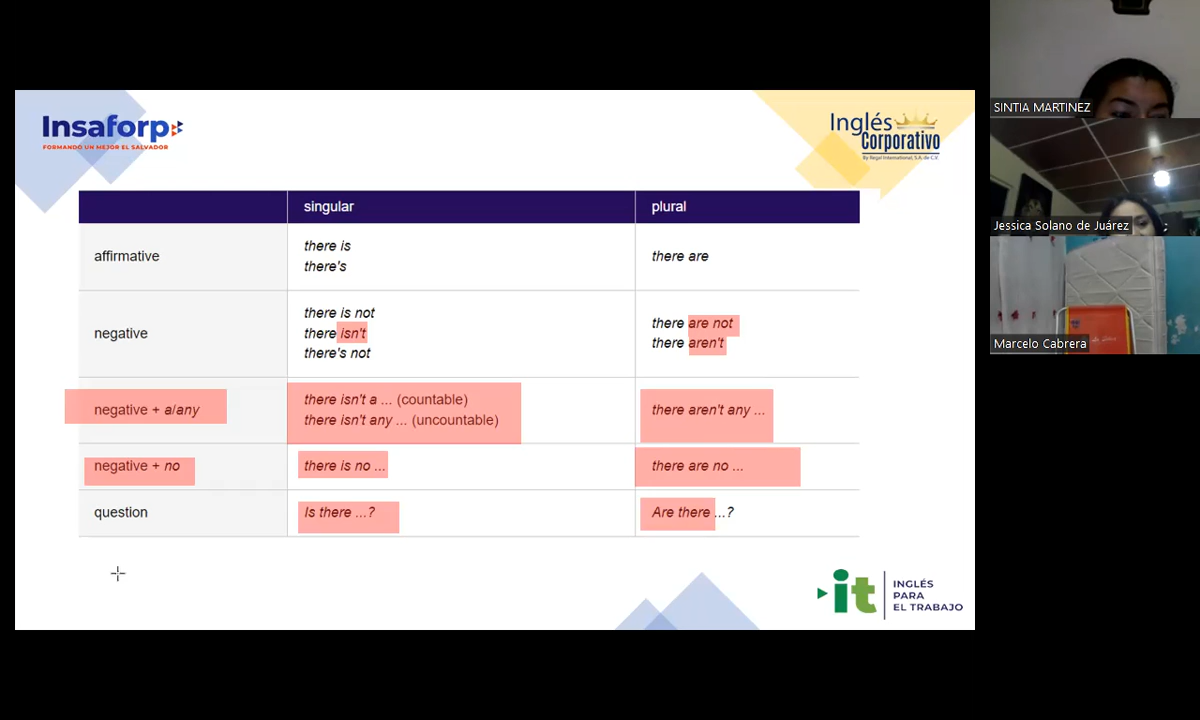 Insaforp
FORMANDO UN MEJOR EL SALVADOR
Inglés
Corporativo
By Regal International, S.A. de C.V.
singular plural
affirmative there is there are
there's
negative there is not there are not
there isn't there aren't
there's not
negative + a/any there isn't a ... (countable) there aren't any ...
there isn't any ... (uncountable)
negative + no there is no ... there are no ...
question Is there ...? Are there ...?
it INGLÉS
PARA
EL TRABAJO
SINTIA MARTINEZ
Jessica Solano de Juárez
Marcelo Cabrera